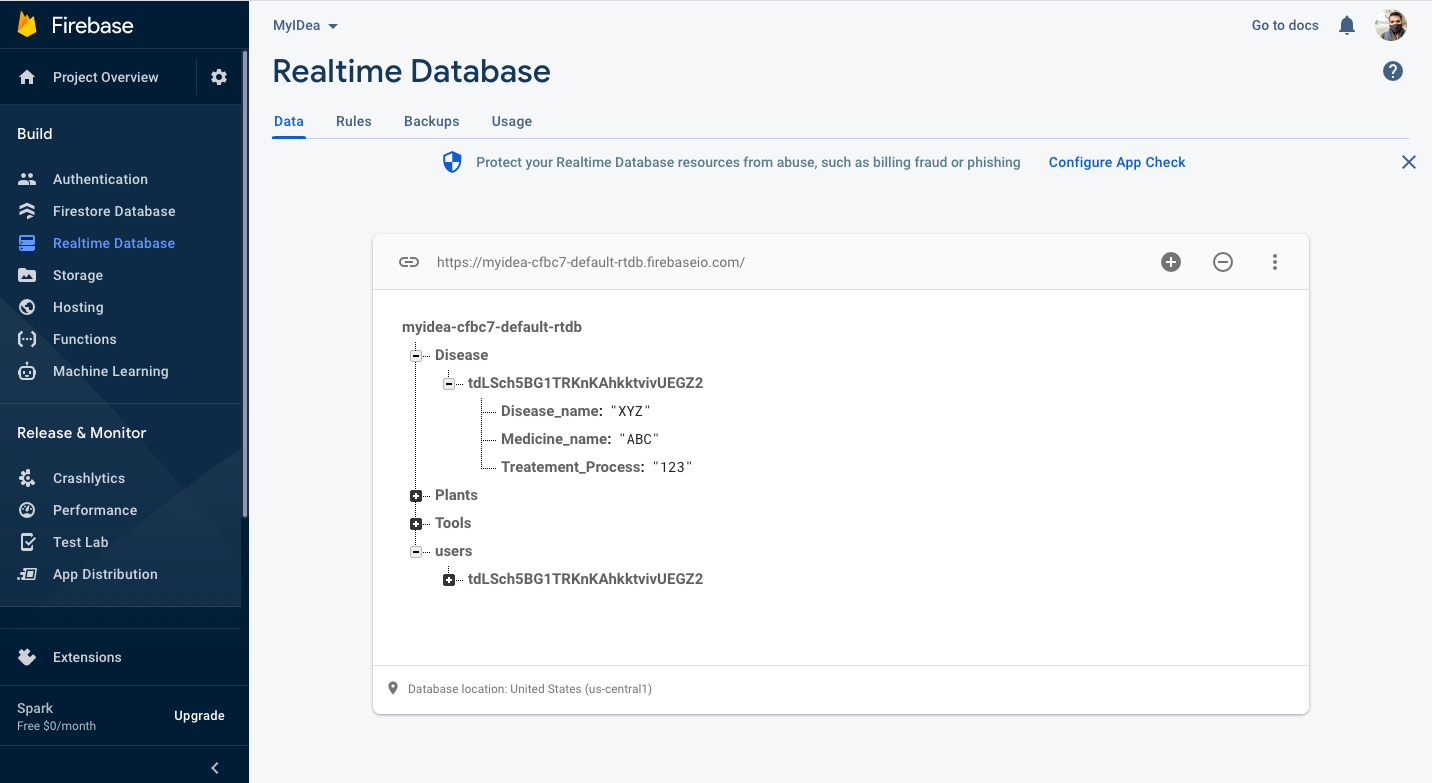 Firebase
Project Overview
Build
Authentication
Firestore Database
Realtime Database
Storage
Hosting
Functions
Machine Learning
Release & Monitor
Crashlytics
Performance
Test Lab
App Distribution
Extensions
Spark
Free $0/month
Upgrade
MyIDea
Go to docs
Realtime Database
Data Rules Backups Usage
Protect your Realtime Database resources from abuse, such as billing fraud or phishing Configure App Check
https://myidea-cfbc7-default-rtdb.firebaseio.com/
myidea-cfbc7-default-rtdb
Disease
tdLSch5BG1TRKnKAhkktvivUEGZ2
Disease_name: "XYZ"
Medicine_name: "ABC"
Treatement_Process: "123"
Plants
Tools
users
tdLSch5BG1TRKnKAhkktvivUEGZ2
Database location: United States (us-central1)